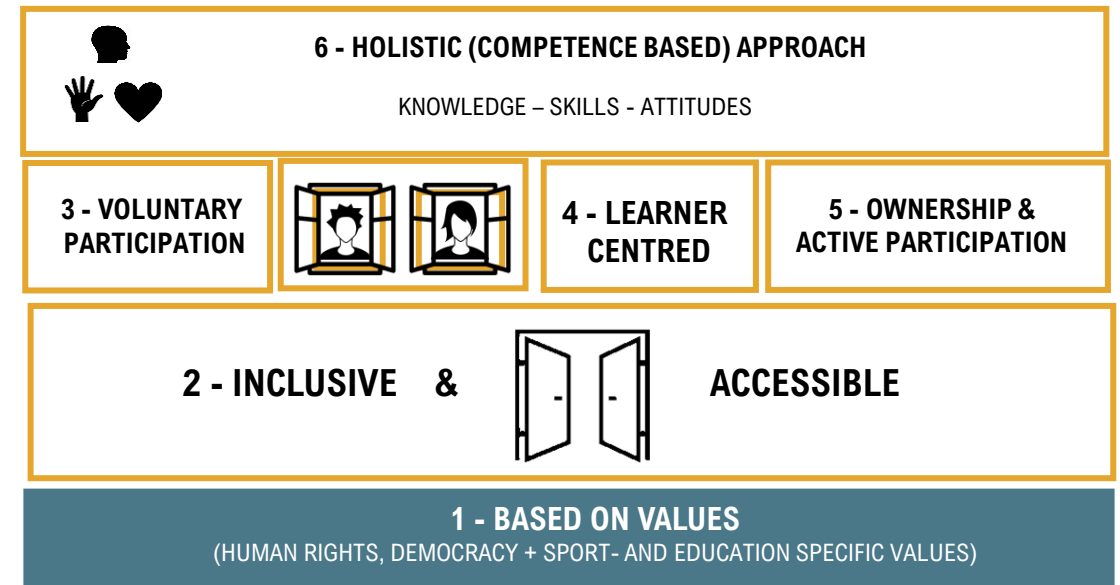 6 - HOLISTIC (COMPETENCE BASED) APPROACH
KNOWLEDGE – SKILLS - ATTITUDES
3 - VOLUNTARY
PARTICIPATION
4 - LEARNER
CENTRED
5 - OWNERSHIP &
ACTIVE PARTICIPATION
2 - INCLUSIVE & ACCESSIBLE
1 - BASED ON VALUES
(HUMAN RIGHTS, DEMOCRACY + SPORT- AND EDUCATION SPECIFIC VALUES)